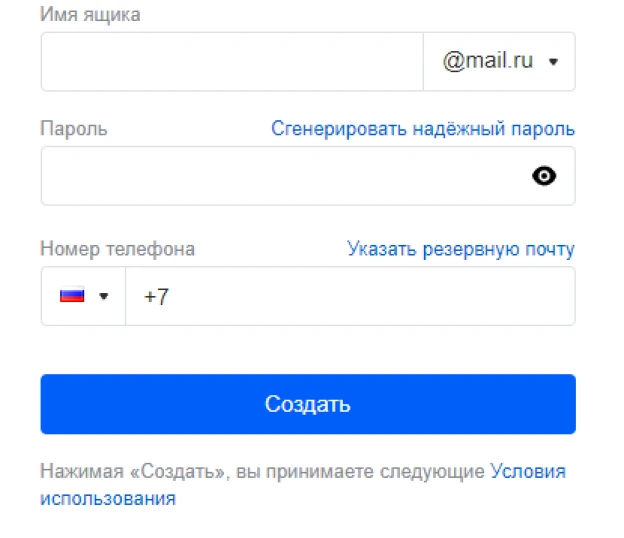 Имя ящика
@mail.ru
Пароль Сгенерировать надёжный пароль
Номер телефона Указать резервную почту
+7
Создать
Нажимая «Создать», вы принимаете следующие Условия
использования